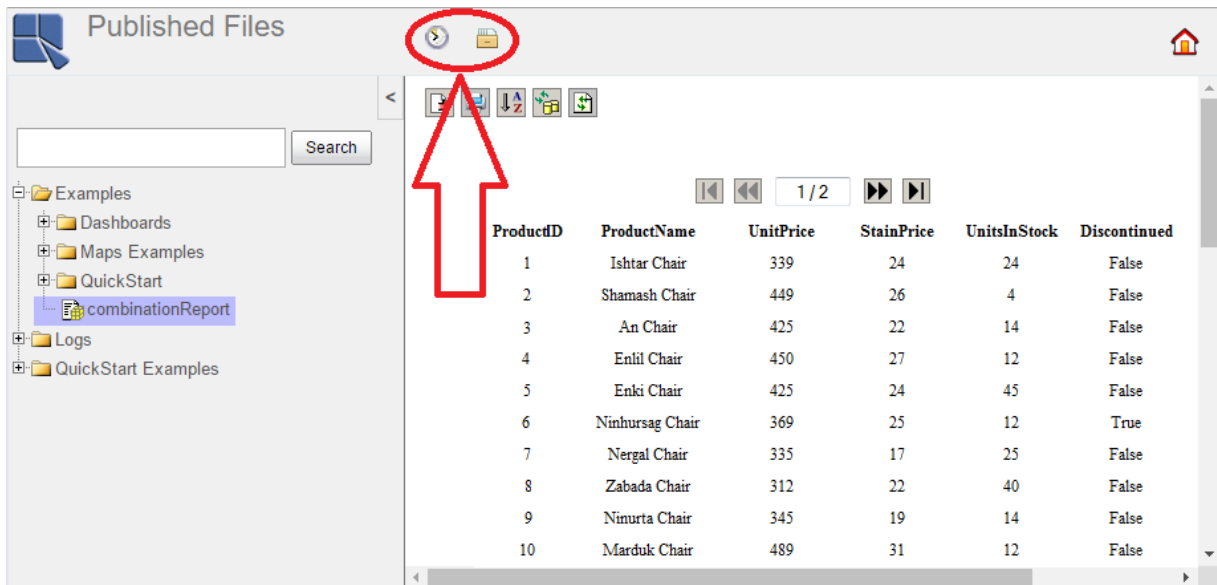 Published Files
<
Search
Examples
Dashboards
Maps Examples
QuickStart
combinationReport
Logs
QuickStart Examples
A
Z
1 / 2
ProductID ProductName UnitPrice StainPrice UnitsInStock Discontinued
1 Ishtar Chair 339 24 24 False
2 Shamash Chair 449 26 4 False
3 An Chair 425 22 14 False
4 Enlil Chair 450 27 12 False
5 Enki Chair 425 24 45 False
6 Ninhursag Chair 369 25 12 True
7 Nergal Chair 335 17 25 False
8 Zabada Chair 312 22 40 False
9 Ninurta Chair 345 19 14 False
10 Marduk Chair 489 31 12 False